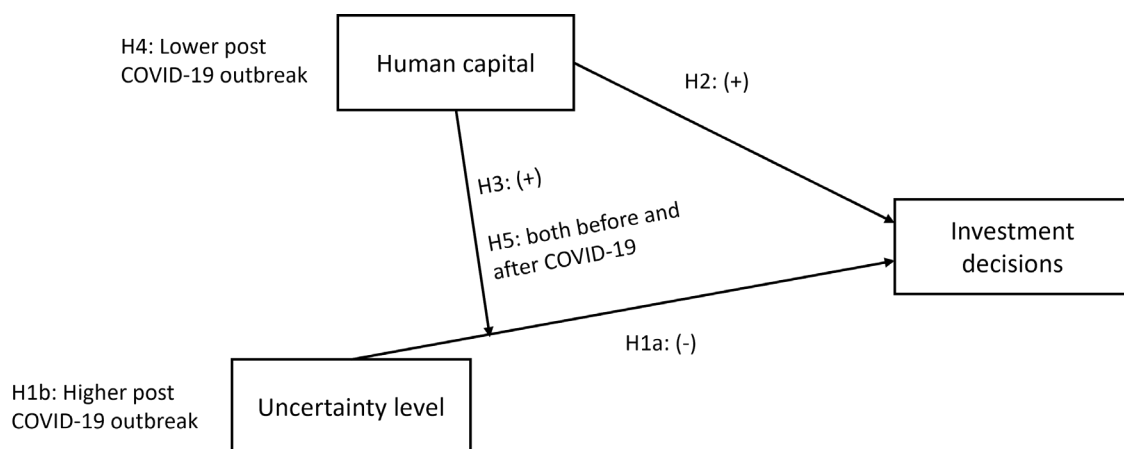 H4: Lower post
COVID-19 outbreak
Human capital
H2: (+)
H3: (+)
H5: both before and
after COVID-19
Investment
decisions
H1a: (-)
H1b: Higher post
COVID-19 outbreak
Uncertainty level